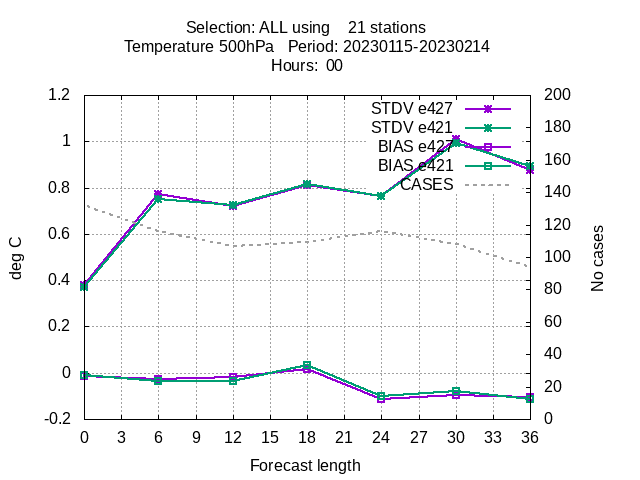 Selection: ALL using    21 stations
Temperature 500hPa   Period: 20230115-20230214
Hours:  00
STDV e427
STDV e421
BIAS e427
BIAS e421
CASES
1.2
1
0.8
0.6
0.4
0.2
0
-0.2
deg C
200
180
160
140
120
100
80
60
40
20
0
No cases
0 3 6 9 12 15 18 21 24 27 30 33 36
Forecast length